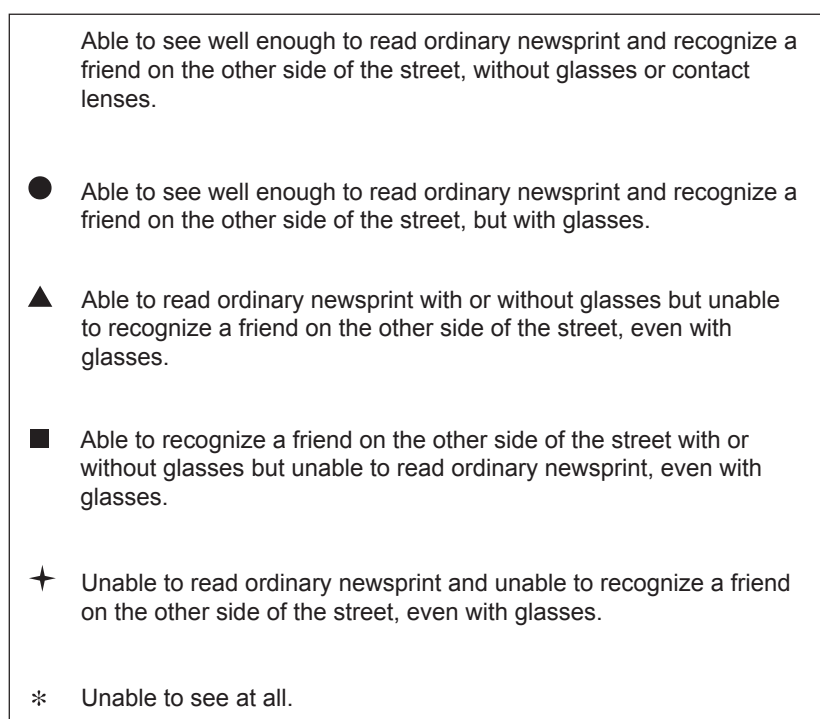 Able to see well enough to read ordinary newsprint and recognize a
friend on the other side of the street, without glasses or contact
lenses.
● Able to see well enough to read ordinary newsprint and recognize a
friend on the other side of the street, but with glasses.
▲ Able to read ordinary newsprint with or without glasses but unable
to recognize a friend on the other side of the street, even with
glasses.
■ Able to recognize a friend on the other side of the street with or
without glasses but unable to read ordinary newsprint, even with
glasses.
✦ Unable to read ordinary newsprint and unable to recognize a friend
on the other side of the street, even with glasses.
* Unable to see at all.